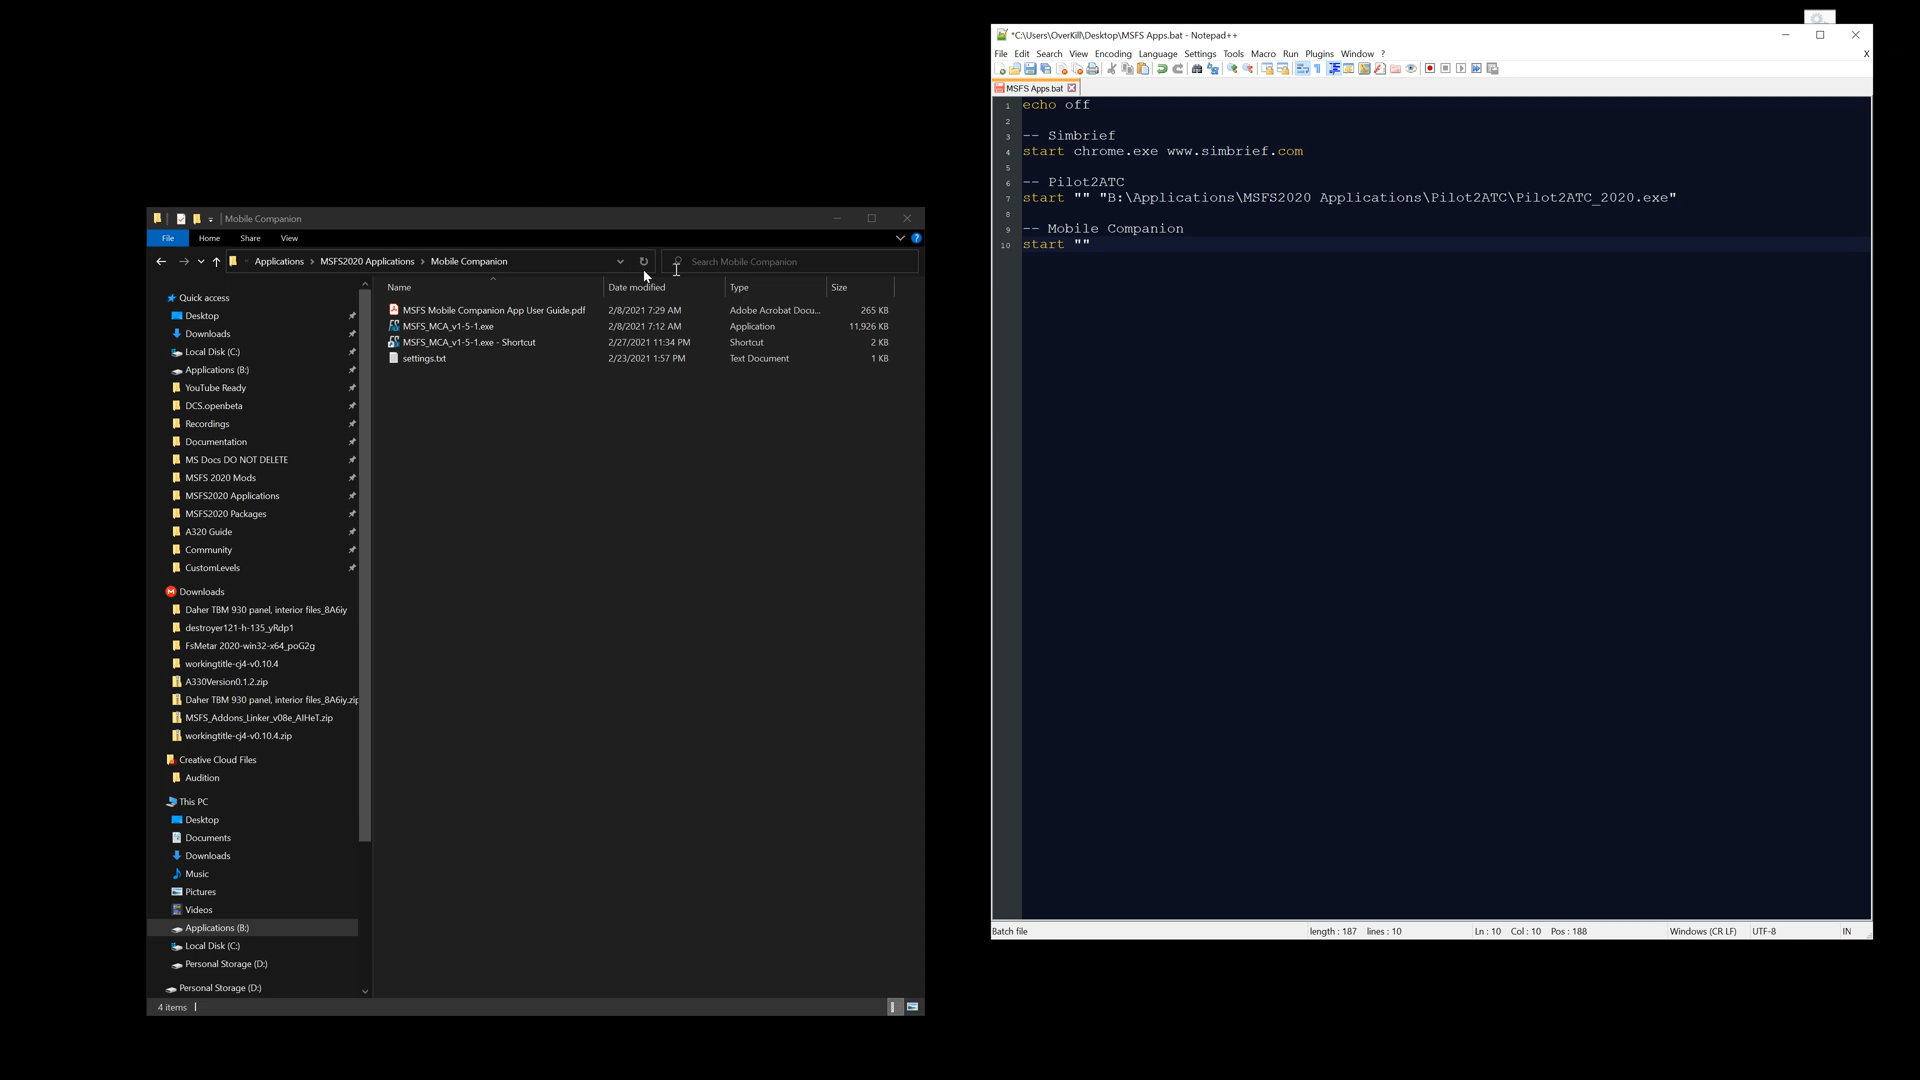 Mobile Companion
File Home Share View
Applications > MSFS2020 Applications > Mobile Companion
Search Mobile Companion
Name Date modified Type Size
MSFS Mobile Companion App User Guide.pdf 2/8/2021 7:29 AM Adobe Acrobat Docu... 265 KB
MSFS_MCA_v1-5-1.exe 2/8/2021 7:12 AM Application 11,926 KB
MSFS_MCA_v1-5-1.exe - Shortcut 2/27/2021 11:34 PM Shortcut 2 KB
settings.txt 2/23/2021 1:57 PM Text Document 1 KB
Quick access
Desktop
Downloads
Local Disk (C:)
Applications (B:)
YouTube Ready
DCS.openbeta
Recordings
Documentation
MS Docs DO NOT DELETE
MSFS 2020 Mods
MSFS2020 Applications
MSFS2020 Packages
A320 Guide
Community
CustomLevels
Downloads
Daher TBM 930 panel, interior files_8A6iy
destroyer121-h-135_yRdp1
FsMetar 2020-win32-x64_poG2g
workingtitle-cj4-v0.10.4
A330Version0.1.2.zip
Daher TBM 930 panel, interior files_8A6iy.zip
MSFS_Addons_Linker_v08e_AIHeT.zip
workingtitle-cj4-v0.10.4.zip
Creative Cloud Files
Audition
This PC
Desktop
Documents
Downloads
Music
Pictures
Videos
Applications (B:)
Local Disk (C:)
Personal Storage (D:)
Personal Storage (D:)
4 items
*C:\Users\OverKill\Desktop\MSFS Apps.bat - Notepad++
File Edit Search View Encoding Language Settings Tools Macro Run Plugins Window ? X
MSFS Apps.bat
1 echo off
2
3 -- Simbrief
4 start chrome.exe www.simbrief.com
5
6 -- Pilot2ATC
7 start "" "B:\Applications\MSFS2020 Applications\Pilot2ATC\Pilot2ATC_2020.exe"
8
9 -- Mobile Companion
10 start ""
Batch file length : 187 lines : 10 Ln : 10 Col : 10 Pos : 188 Windows (CR LF) UTF-8 IN